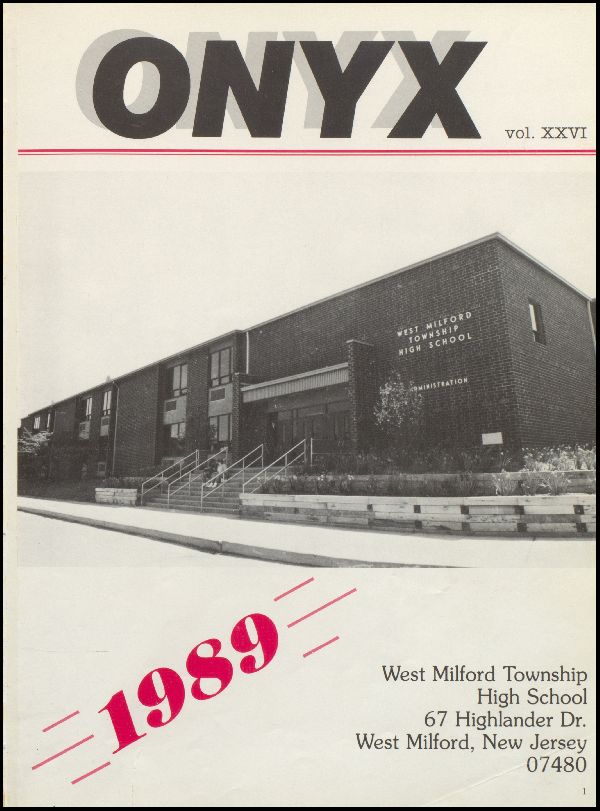 ONYX
vol. XXVI
WEST MILFORD
TOWNSHIP
HIGH SCHOOL
ADMINISTRATION
1989
West Milford Township
High School
67 Highlander Dr.
West Milford, New Jersey
07480
1